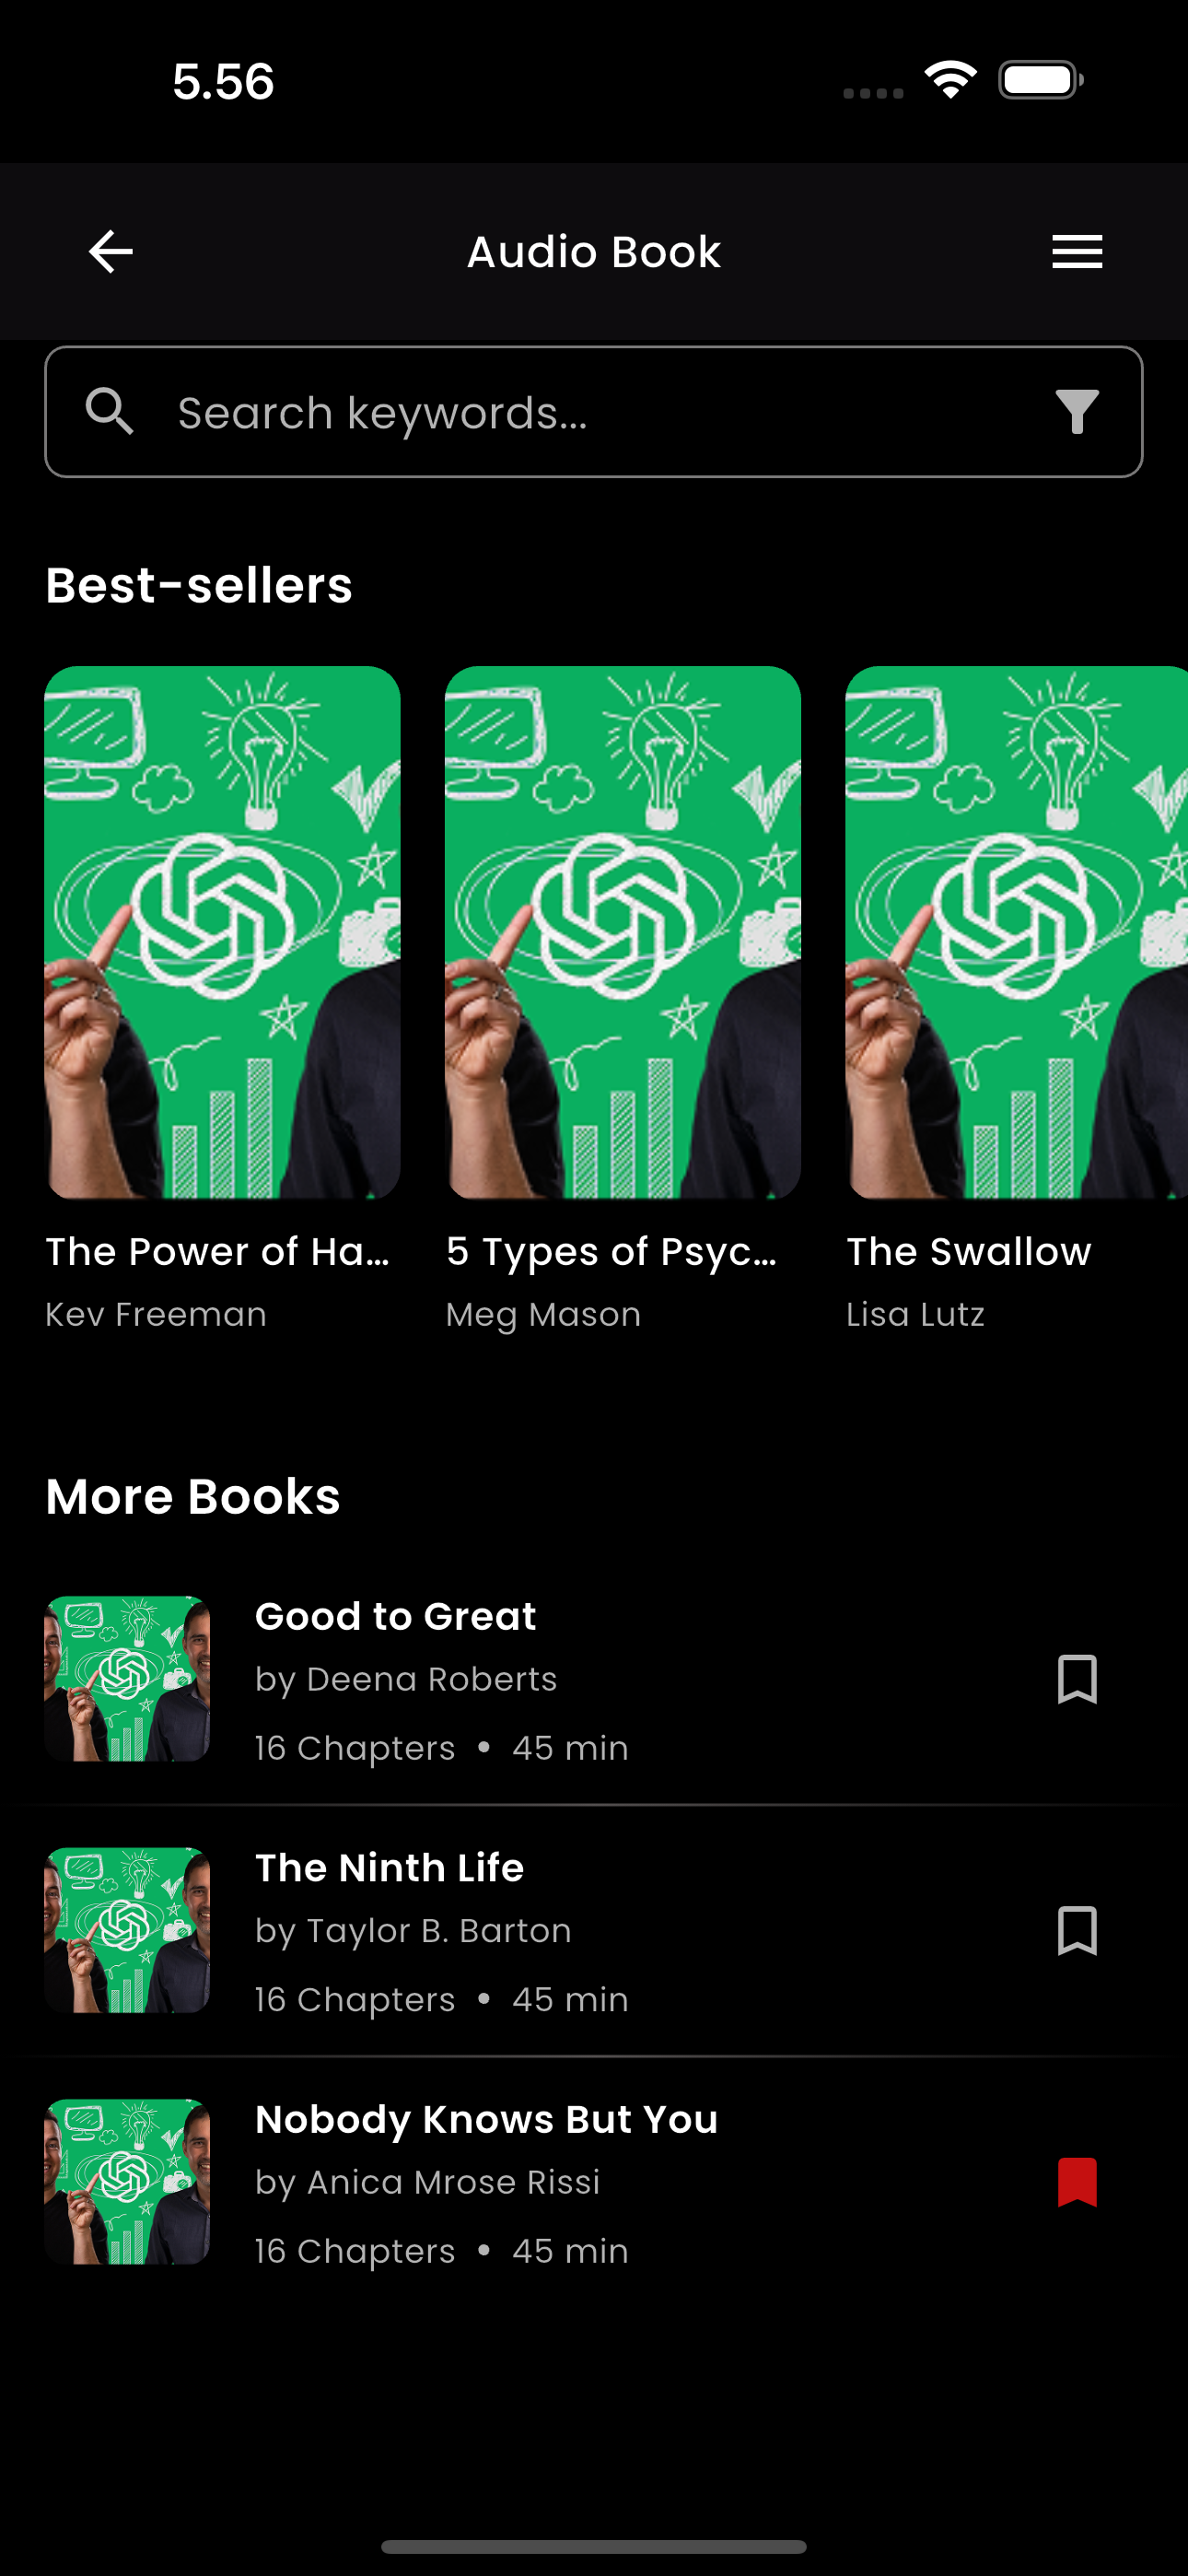 5.56
Audio Book
Search keywords...
Best-sellers
The Power of Ha...
Kev Freeman
5 Types of Psyc...
Meg Mason
The Swallow
Lisa Lutz
More Books
Good to Great
by Deena Roberts
16 Chapters • 45 min
The Ninth Life
by Taylor B. Barton
16 Chapters • 45 min
Nobody Knows But You
by Anica Mrose Rissi
16 Chapters • 45 min